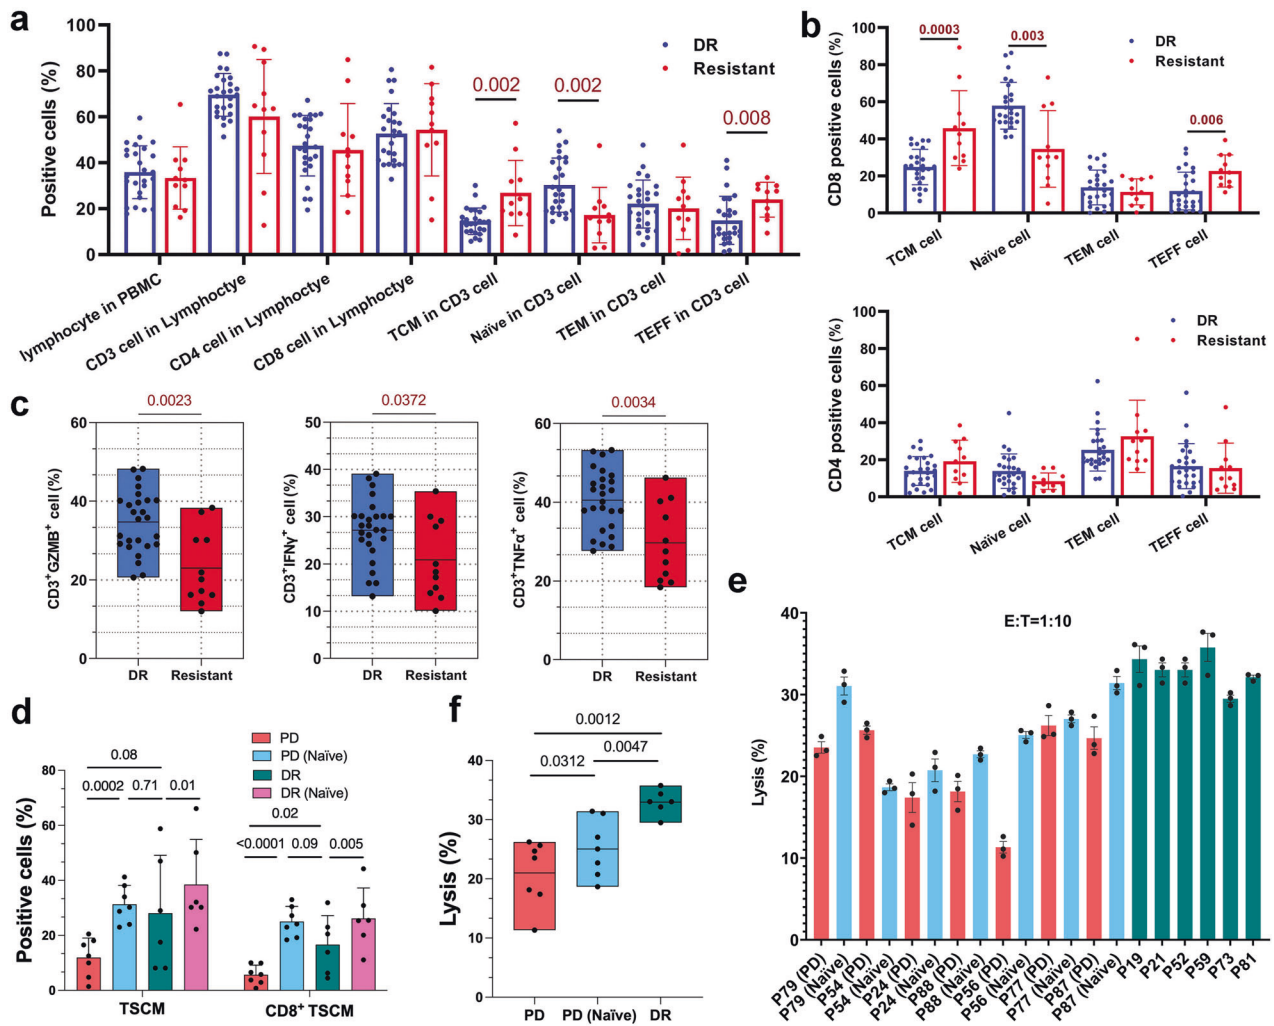 a
Positive cells (%)
100
80
60
40
20
0
DR
Resistant
0.002
0.002
0.008
lymphocyte in PBMC
CD3 cell in Lymphoctye
CD4 cell in Lymphoctye
CD8 cell in Lymphoctye
TCM in CD3 cell
Naïve in CD3 cell
TEM in CD3 cell
TEFF in CD3 cell
b
CD8 positive cells (%)
100
80
60
40
20
0
0.0003
0.003
0.006
DR
Resistant
TCM cell
Naïve cell
TEM cell
TEFF cell
CD4 positive cells (%)
100
80
60
40
20
0
DR
Resistant
TCM cell
Naïve cell
TEM cell
TEFF cell
c
0.0023
CD3⁺GZMB⁺ cell (%)
60
40
20
0
DR
Resistant
0.0372
CD3⁺IFNγ⁺ cell (%)
50
40
30
20
10
0
DR
Resistant
0.0034
CD3⁺TNFα⁺ cell (%)
60
40
20
0
DR
Resistant
d
PD
PD (Naïve)
DR
DR (Naïve)
Positive cells (%)
80
60
40
20
0
0.08
0.0002
0.71
0.01
0.02
<0.0001
0.09
0.005
TSCM
CD8⁺ TSCM
f
0.0012
0.0047
0.0312
Lysis (%)
40
30
20
10
0
PD
PD (Naïve)
DR
e
E:T=1:10
Lysis (%)
40
30
20
10
0
P79 (PD)
P79 (Naïve)
P54 (PD)
P54 (Naïve)
P24 (PD)
P24 (Naïve)
P88 (PD)
P88 (Naïve)
P56 (PD)
P56 (Naïve)
P77 (PD)
P77 (Naïve)
P87 (PD)
P87 (Naïve)
P19
P21
P52
P59
P73
P81